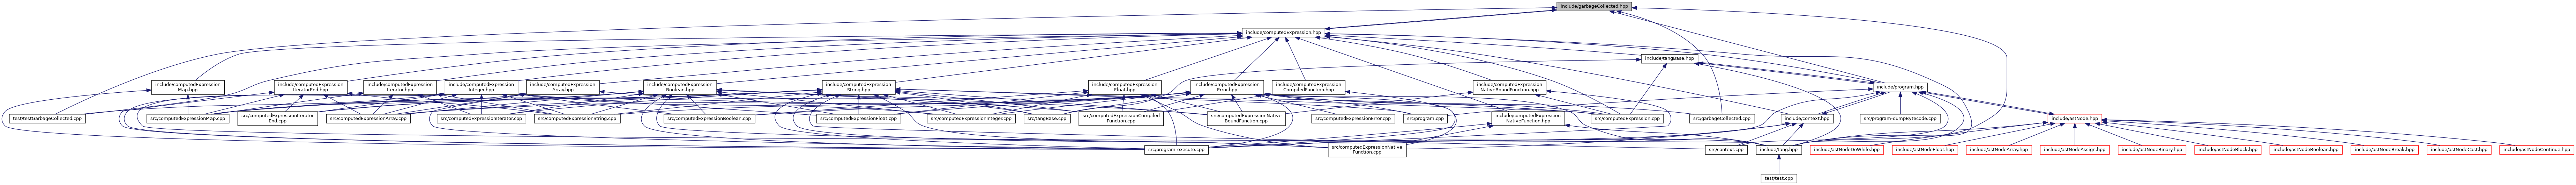 include/garbageCollected.hpp
include/computedExpression.hpp
include/tangBase.hpp
include/computedExpression
Map.hpp
include/computedExpression
IteratorEnd.hpp
include/computedExpression
Iterator.hpp
include/computedExpression
Integer.hpp
include/computedExpression
Array.hpp
include/computedExpression
Boolean.hpp
include/computedExpression
String.hpp
include/computedExpression
Float.hpp
include/computedExpression
Error.hpp
include/computedExpression
CompiledFunction.hpp
include/computedExpression
NativeBoundFunction.hpp
include/program.hpp
test/testGarbageCollected.cpp
src/computedExpressionMap.cpp
src/computedExpressionIterator
End.cpp
src/computedExpressionArray.cpp
src/computedExpressionIterator.cpp
src/computedExpressionString.cpp
src/computedExpressionBoolean.cpp
src/computedExpressionFloat.cpp
src/computedExpressionInteger.cpp
src/tangBase.cpp
src/computedExpressionCompiled
Function.cpp
src/computedExpressionNative
BoundFunction.cpp
src/computedExpressionError.cpp
src/program.cpp
include/computedExpression
NativeFunction.hpp
src/computedExpression.cpp
src/garbageCollected.cpp
include/context.hpp
src/program-dumpBytecode.cpp
include/astNode.hpp
src/program-execute.cpp
src/computedExpressionNative
Function.cpp
src/context.cpp
include/tang.hpp
include/astNodeDoWhile.hpp
include/astNodeFloat.hpp
include/astNodeArray.hpp
include/astNodeAssign.hpp
include/astNodeBinary.hpp
include/astNodeBlock.hpp
include/astNodeBoolean.hpp
include/astNodeBreak.hpp
include/astNodeCast.hpp
include/astNodeContinue.hpp
test/test.cpp